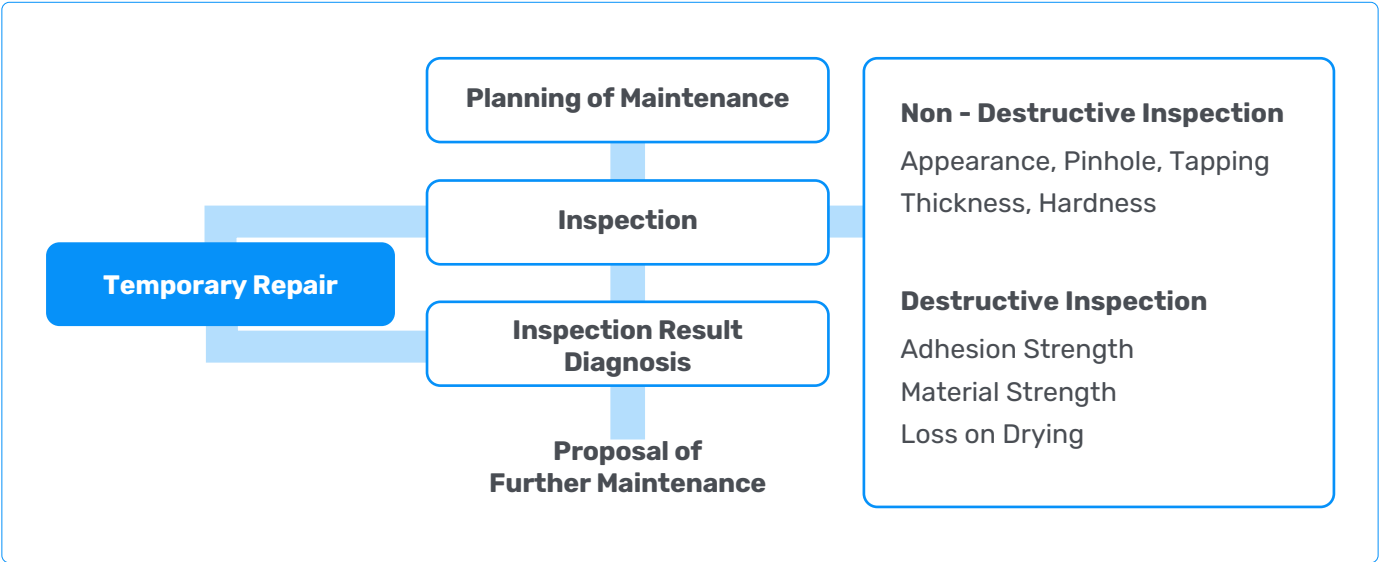 Planning of Maintenance
Inspection
Temporary Repair
Inspection Result
Diagnosis
Proposal of
Further Maintenance
Non - Destructive Inspection
Appearance, Pinhole, Tapping
Thickness, Hardness
Destructive Inspection
Adhesion Strength
Material Strength
Loss on Drying